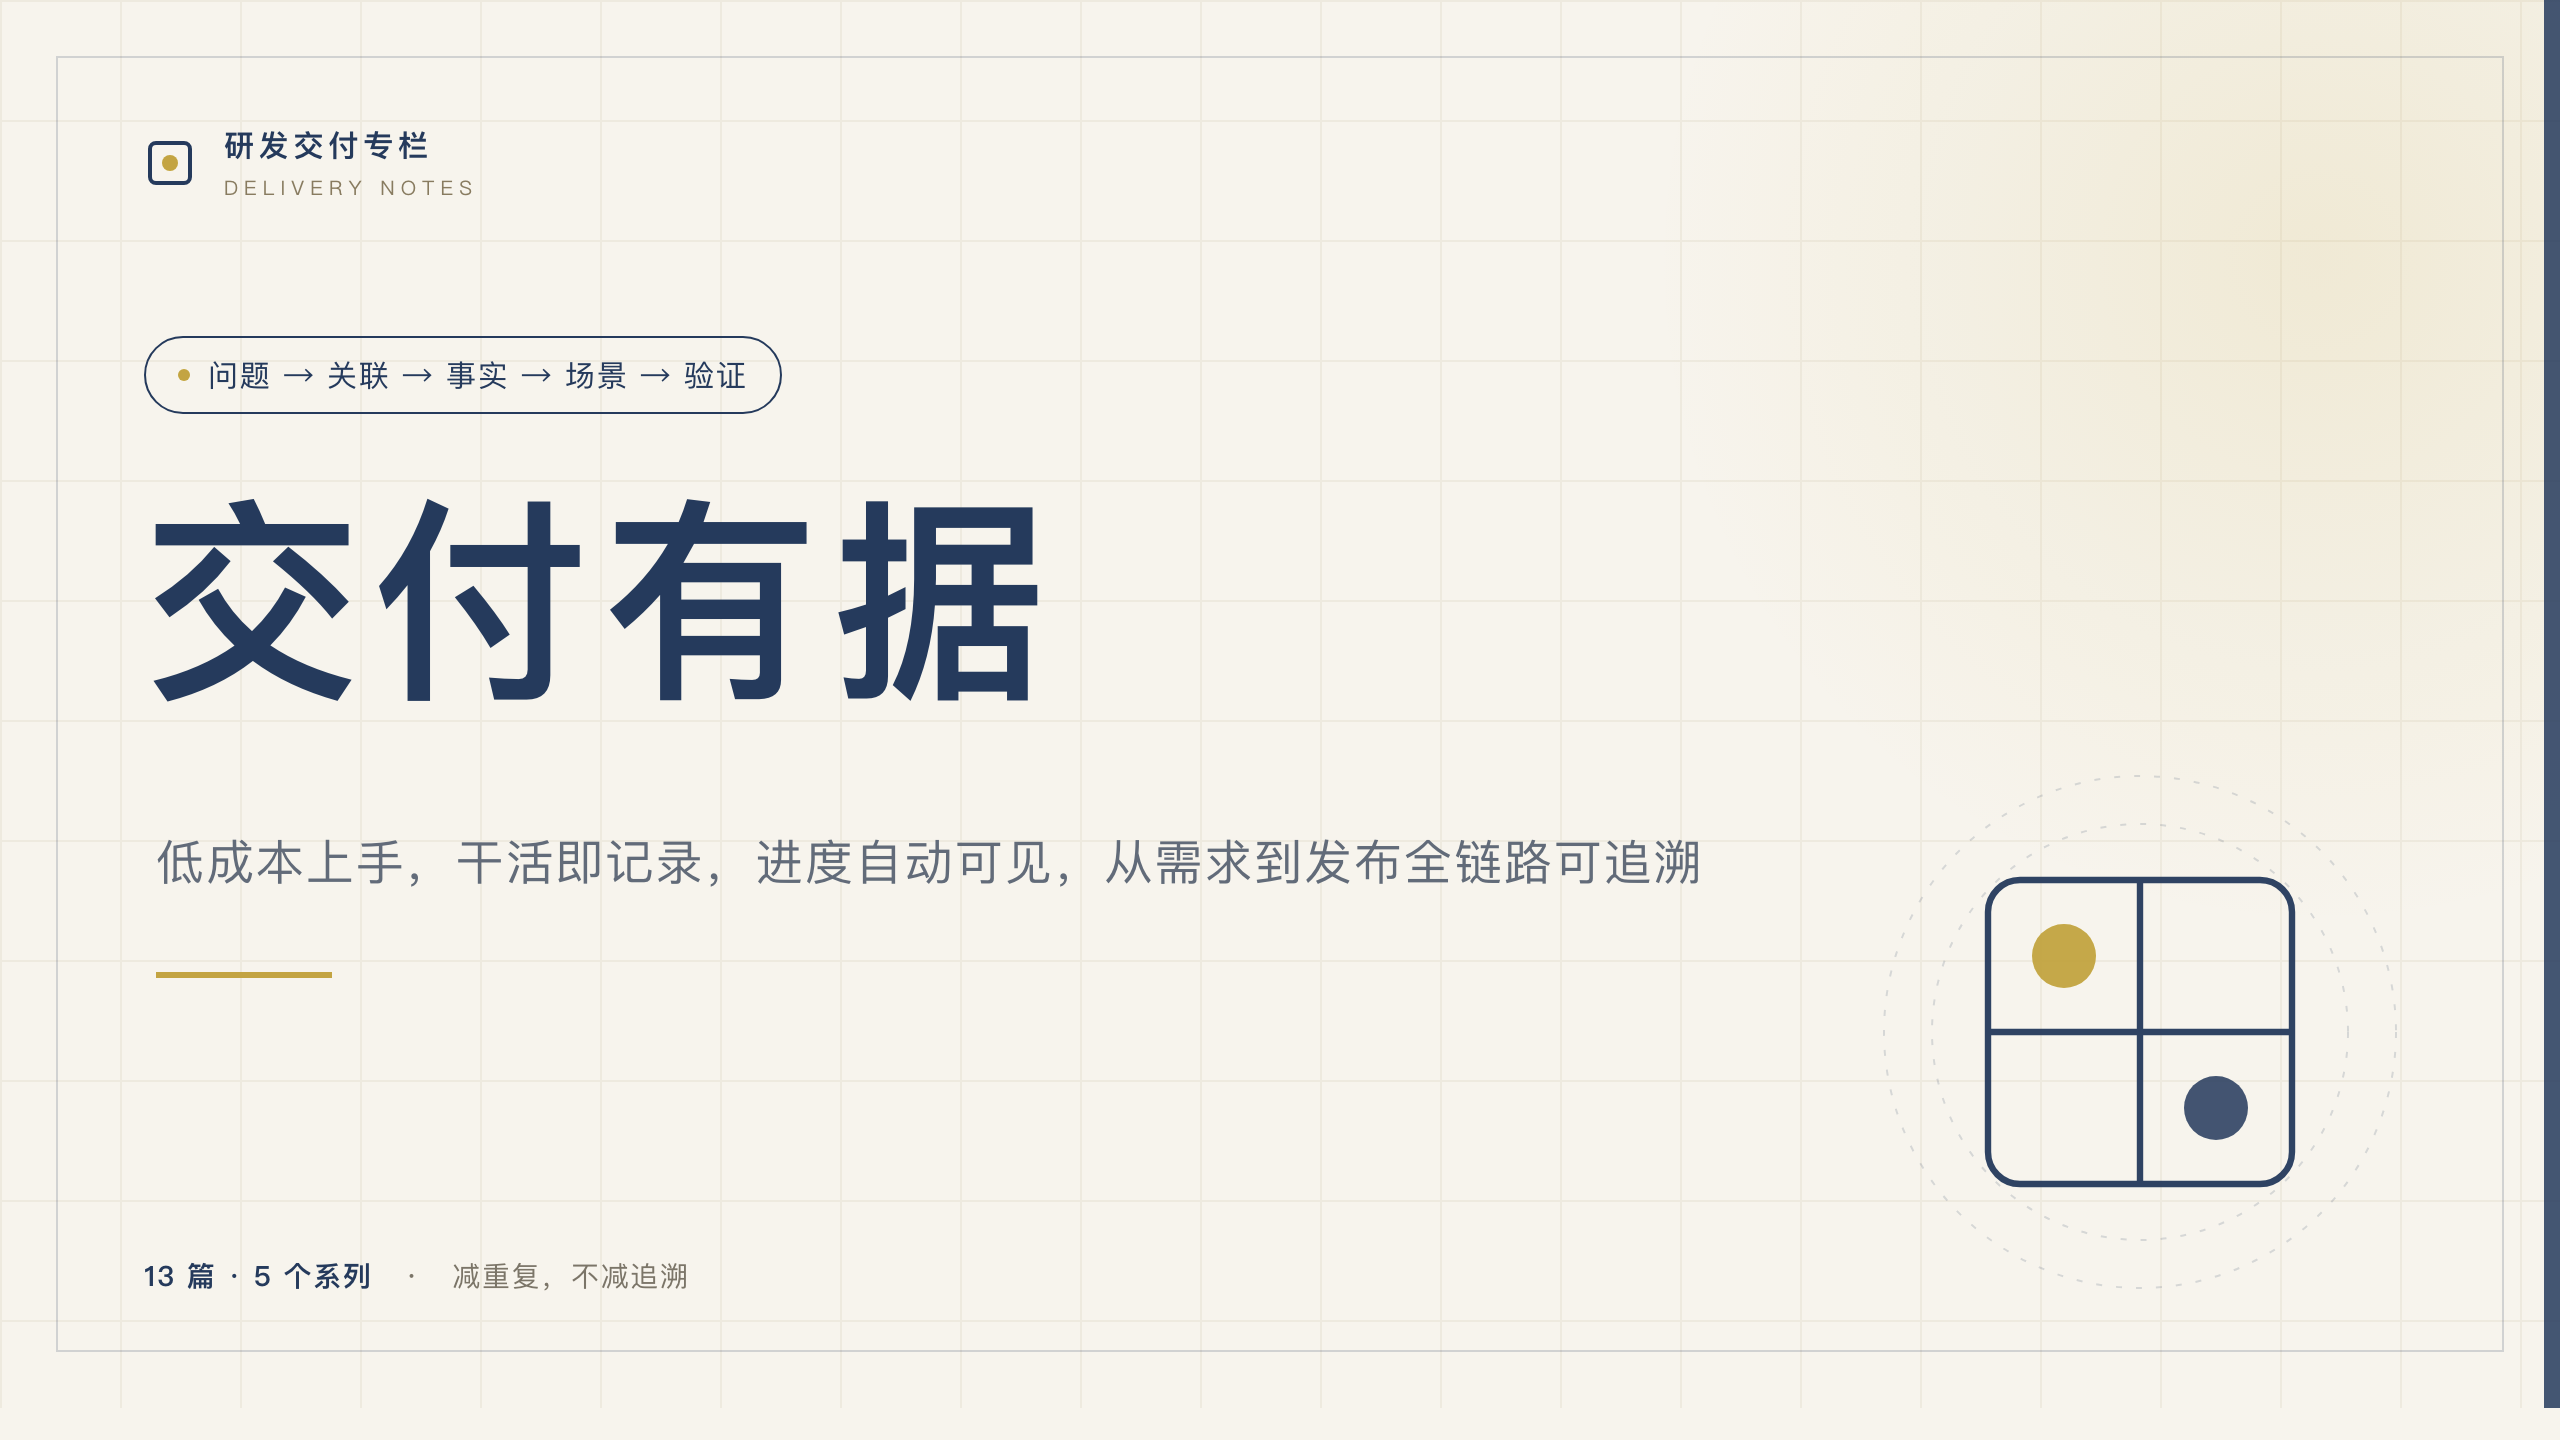 研发交付专栏
DELIVERY NOTES
问题 → 关联 → 事实 → 场景 → 验证
交付有据
低成本上手，干活即记录，进度自动可见，从需求到发布全链路可追溯
13 篇 · 5 个系列 · 减重复，不减追溯